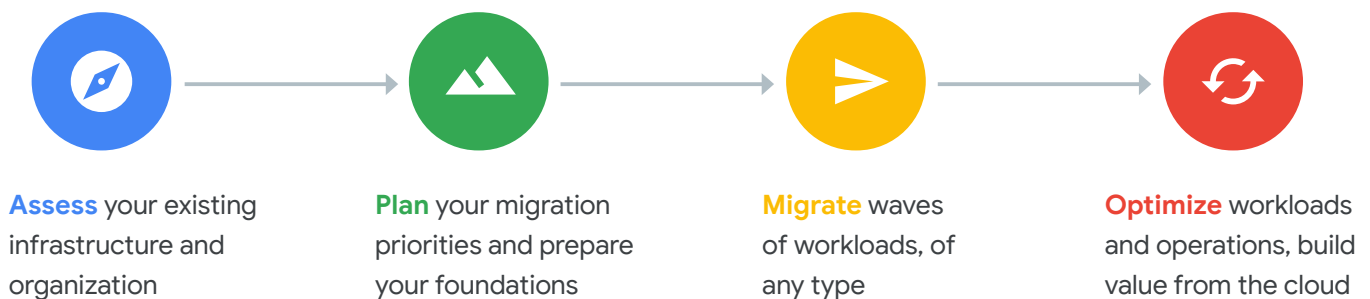 Assess your existing
infrastructure and
organization
Plan your migration
priorities and prepare
your foundations
Migrate waves
of workloads, of
any type
Optimize workloads
and operations, build
value from the cloud